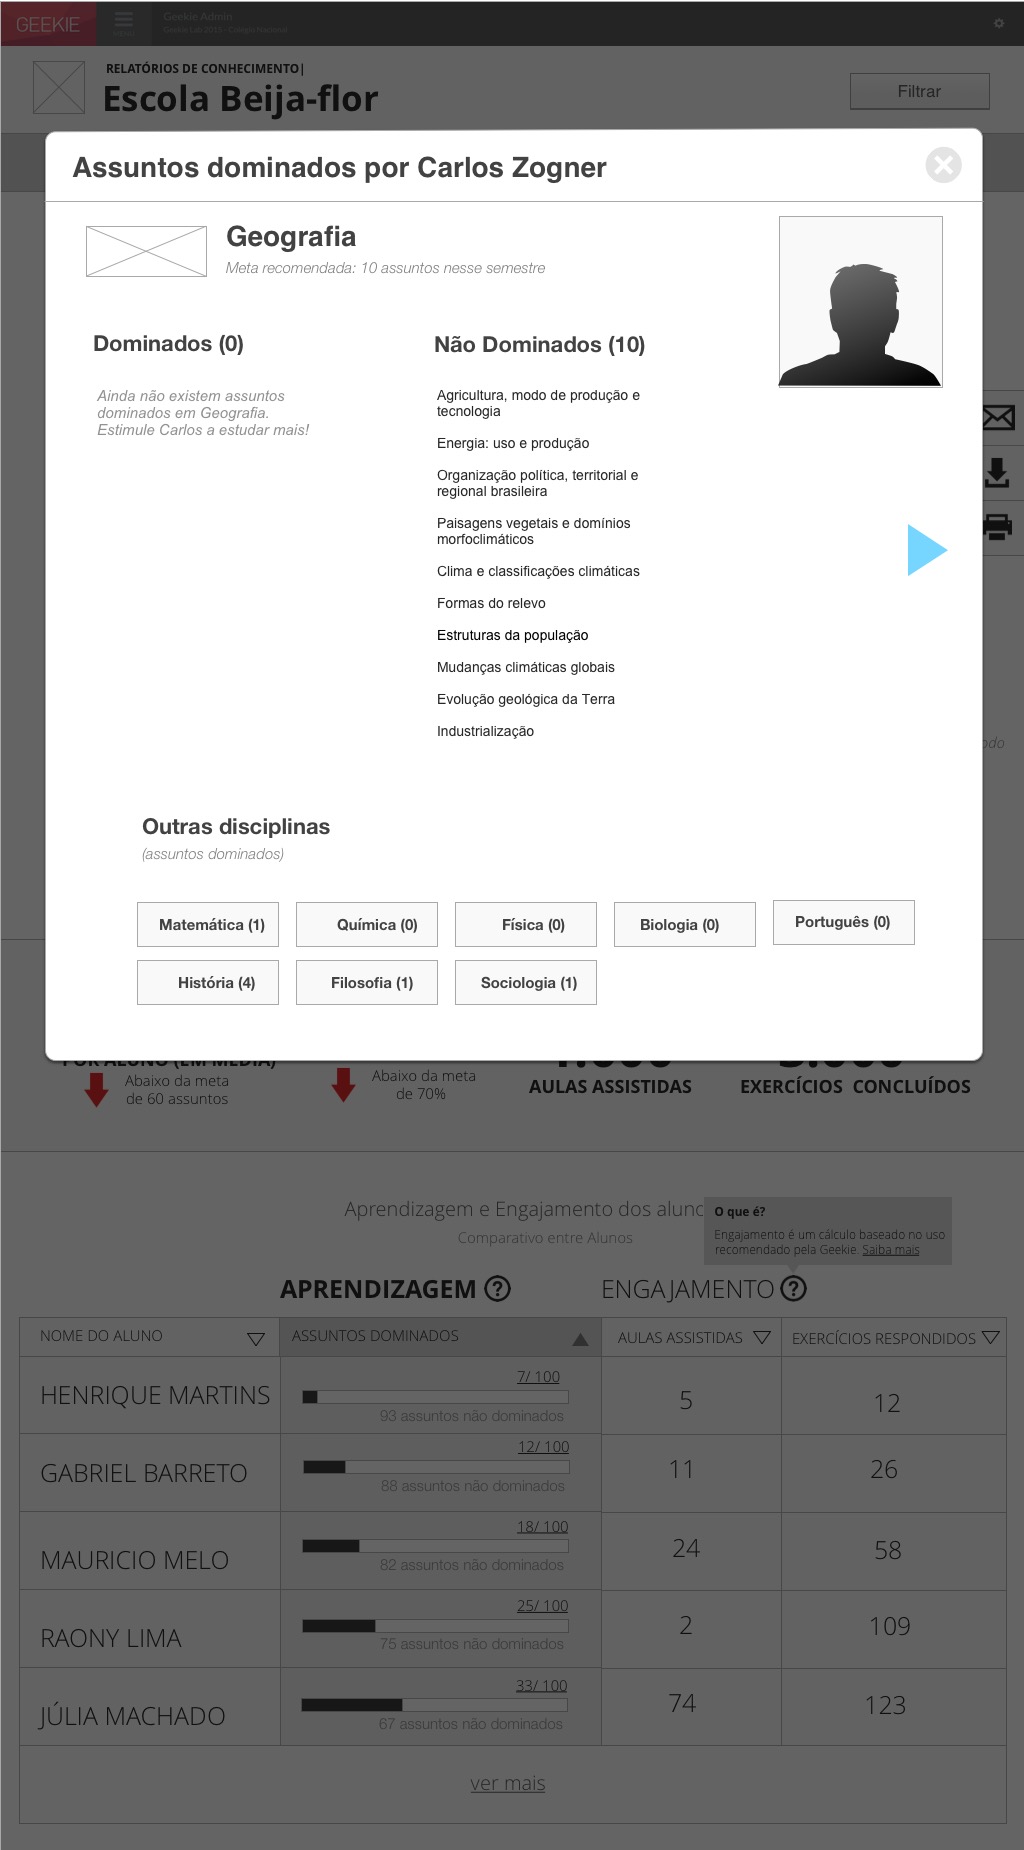 GEEKIE
MENU
Geekie Admin
Geekie Lab 2015 - Colégio Nacional
RELATÓRIOS DE CONHECIMENTO|
Escola Beija-flor
Filtrar
Assuntos dominados por Carlos Zogner
Geografia
Meta recomendada: 10 assuntos nesse semestre
Dominados (0)
Ainda não existem assuntos
dominados em Geografia.
Estimule Carlos a estudar mais!
Não Dominados (10)
Agricultura, modo de produção e
tecnologia
Energia: uso e produção
Organização política, territorial e
regional brasileira
Paisagens vegetais e domínios
morfoclimáticos
Clima e classificações climáticas
Formas do relevo
Estruturas da população
Mudanças climáticas globais
Evolução geológica da Terra
Industrialização
Outras disciplinas
(assuntos dominados)
Matemática (1)
Química (0)
Física (0)
Biologia (0)
Português (0)
História (4)
Filosofia (1)
Sociologia (1)
POR ALUNO (EM MÉDIA)
Abaixo da meta
de 60 assuntos
Abaixo da meta
de 70%
AULAS ASSISTIDAS
EXERCÍCIOS CONCLUÍDOS
Aprendizagem e Engajamento dos
Comparativo entre Alunos
O que é?
Engajamento é um cálculo baseado no uso
recomendado pela Geekie. Saiba mais
APRENDIZAGEM ?
ENGAJAMENTO ?
NOME DO ALUNO
ASSUNTOS DOMINADOS
AULAS ASSISTIDAS
EXERCÍCIOS RESPONDIDOS
HENRIQUE MARTINS
7/ 100
93 assuntos não dominados
5
12
GABRIEL BARRETO
12/ 100
88 assuntos não dominados
11
26
MAURICIO MELO
18/ 100
82 assuntos não dominados
24
58
RAONY LIMA
25/ 100
75 assuntos não dominados
2
109
JÚLIA MACHADO
33/ 100
67 assuntos não dominados
74
123
ver mais